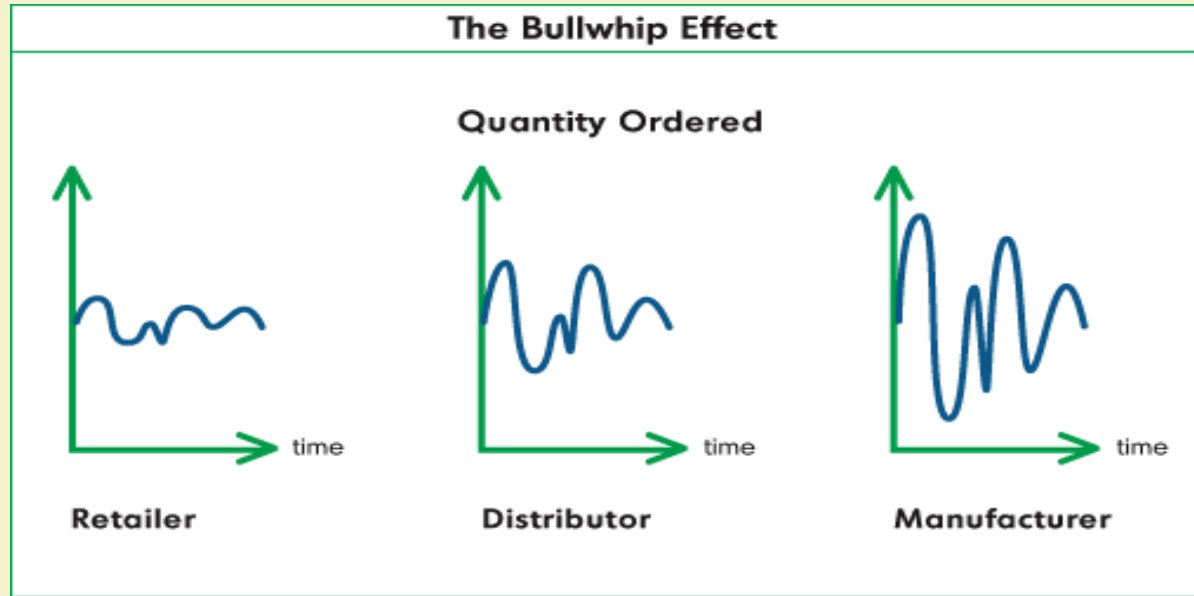 The Bullwhip Effect
Quantity Ordered
time
time
time
Retailer
Distributor
Manufacturer